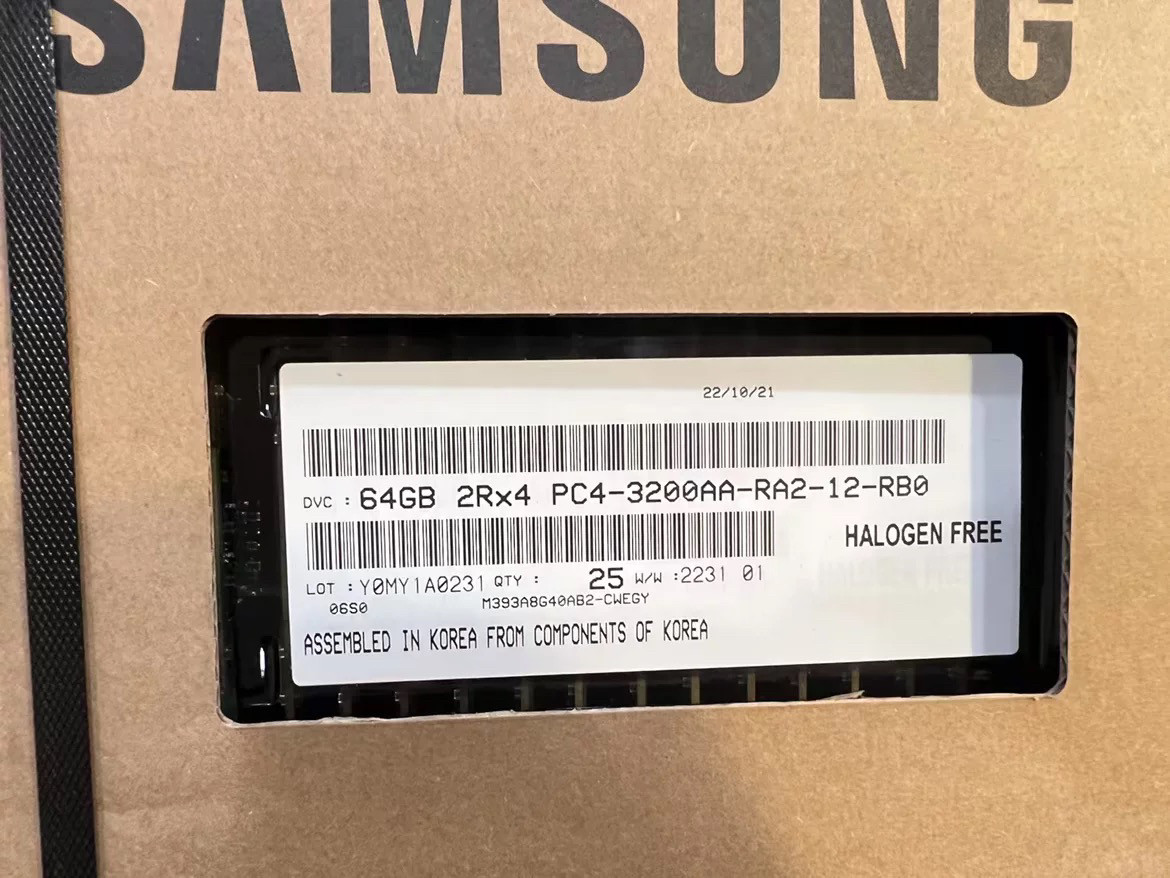 SAMSUNG
22/10/21
DVC : 64GB 2Rx4 PC4-3200AA-RA2-12-RB0
HALOGEN FREE
LOT : Y0MY1A0231 QTY : 25 W/W :2231 01
06S0 M393A8G40AB2-CWEGY
ASSEMBLED IN KOREA FROM COMPONENTS OF KOREA